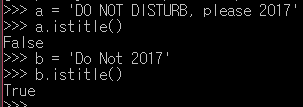 >>> a = 'DO NOT DISTURB, please 2017'
>>> a.istitle()
False
>>> b = 'Do Not 2017'
>>> b.istitle()
True
>>>